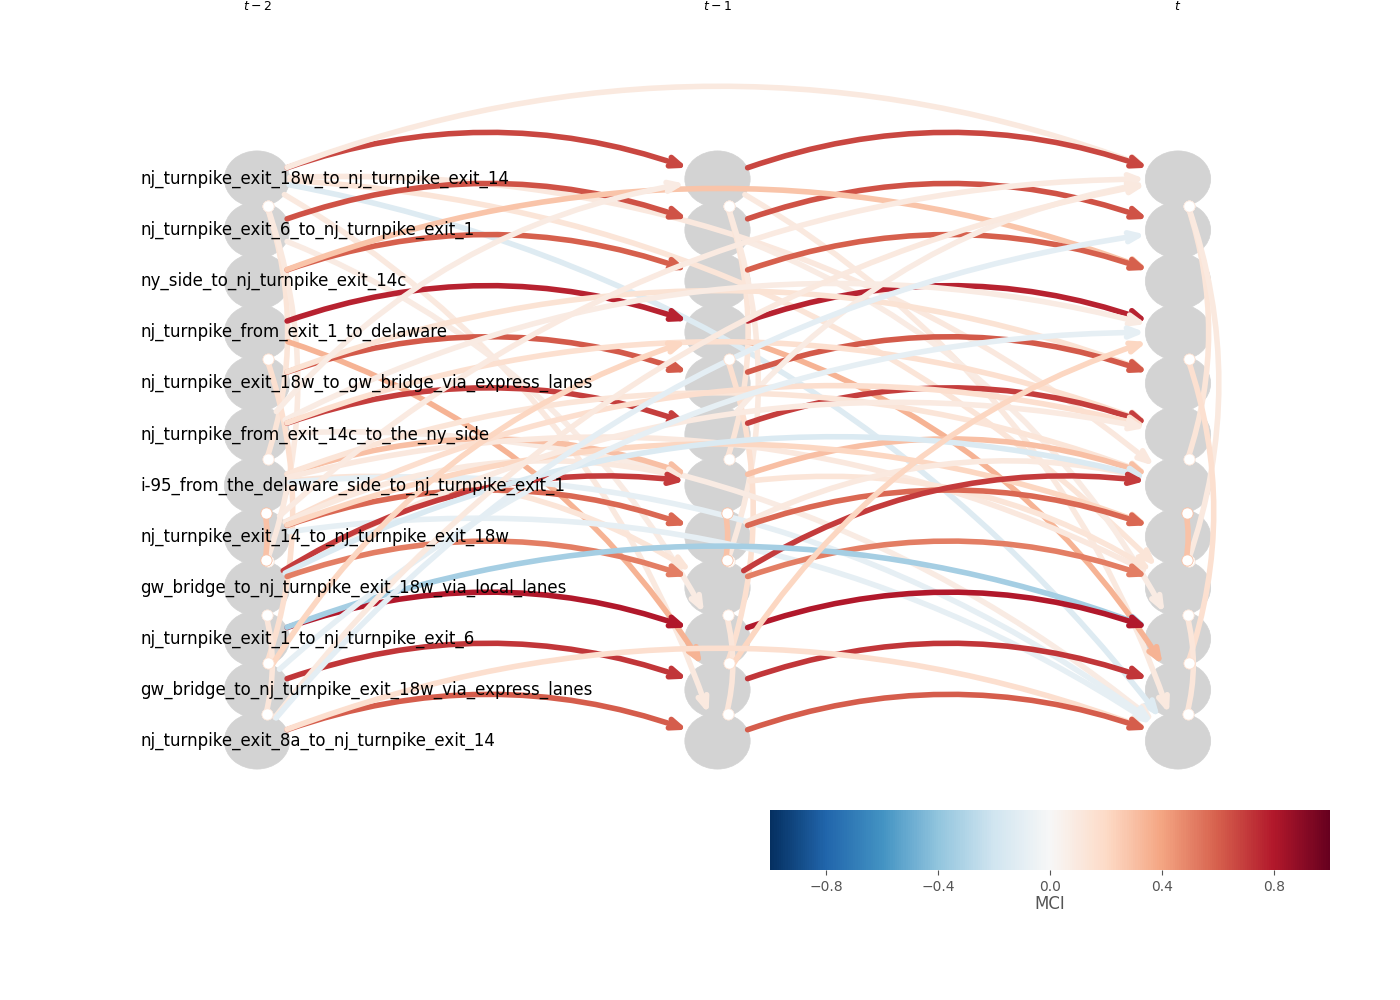 t − 2 t − 1 t
nj_turnpike_exit_18w_to_nj_turnpike_exit_14
nj_turnpike_exit_6_to_nj_turnpike_exit_1
ny_side_to_nj_turnpike_exit_14c
nj_turnpike_from_exit_1_to_delaware
nj_turnpike_exit_18w_to_gw_bridge_via_express_lanes
nj_turnpike_from_exit_14c_to_the_ny_side
i-95_from_the_delaware_side_to_nj_turnpike_exit_1
nj_turnpike_exit_14_to_nj_turnpike_exit_18w
gw_bridge_to_nj_turnpike_exit_18w_via_local_lanes
nj_turnpike_exit_1_to_nj_turnpike_exit_6
gw_bridge_to_nj_turnpike_exit_18w_via_express_lanes
nj_turnpike_exit_8a_to_nj_turnpike_exit_14
−0.8 −0.4 0.0 0.4 0.8
MCI